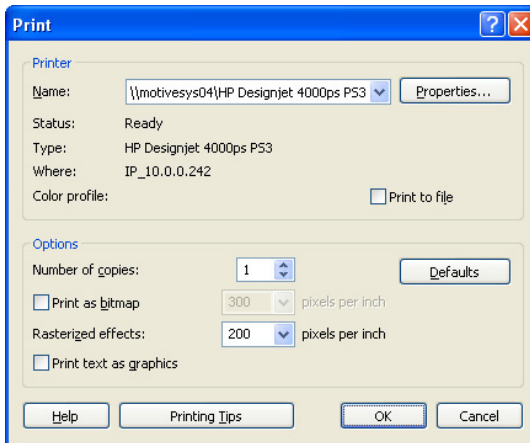 Print
Printer
Name: \\motivesys04\HP Designjet 4000ps PS3 Properties...
Status: Ready
Type: HP Designjet 4000ps PS3
Where: IP_10.0.0.242
Color profile: Print to file
Options
Number of copies: 1 Defaults
Print as bitmap 300 pixels per inch
Rasterized effects: 200 pixels per inch
Print text as graphics
Help Printing Tips OK Cancel